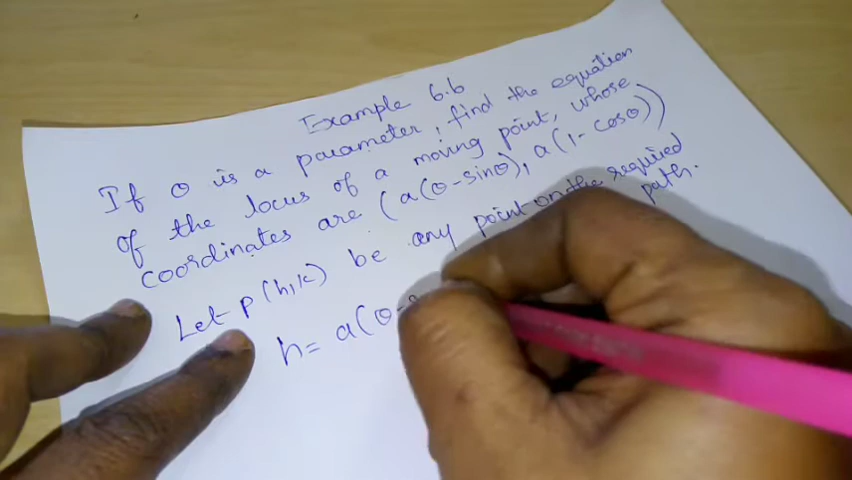 Example 6.6
If θ is a parameter, find the equation
of the locus of a moving point, whose
coordinates are (a(θ-sinθ), a(1-cosθ))
Let P(h,k) be any point on the required
path.
h= a(θ-